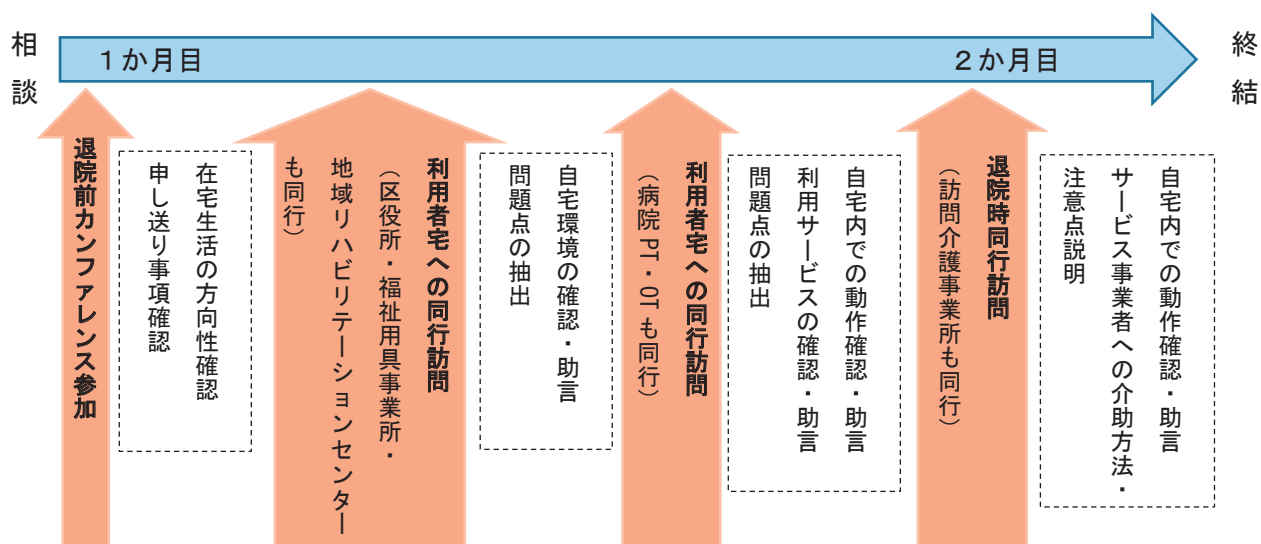 相談
1か月目
2か月目
終結
退院前カンファレンス参加
在宅生活の方向性確認
申し送り事項確認
利用者宅への同行訪問
（区役所・福祉用具事業所・
地域リハビリテーションセンター
も同行）
自宅環境の確認・助言
問題点の抽出
利用者宅への同行訪問
（病院 PT・OT も同行）
自宅内での動作確認・助言
利用サービスの確認・助言
問題点の抽出
退院時同行訪問
（訪問介護事業所も同行）
自宅内での動作確認・助言
サービス事業者への介助方法・
注意点説明